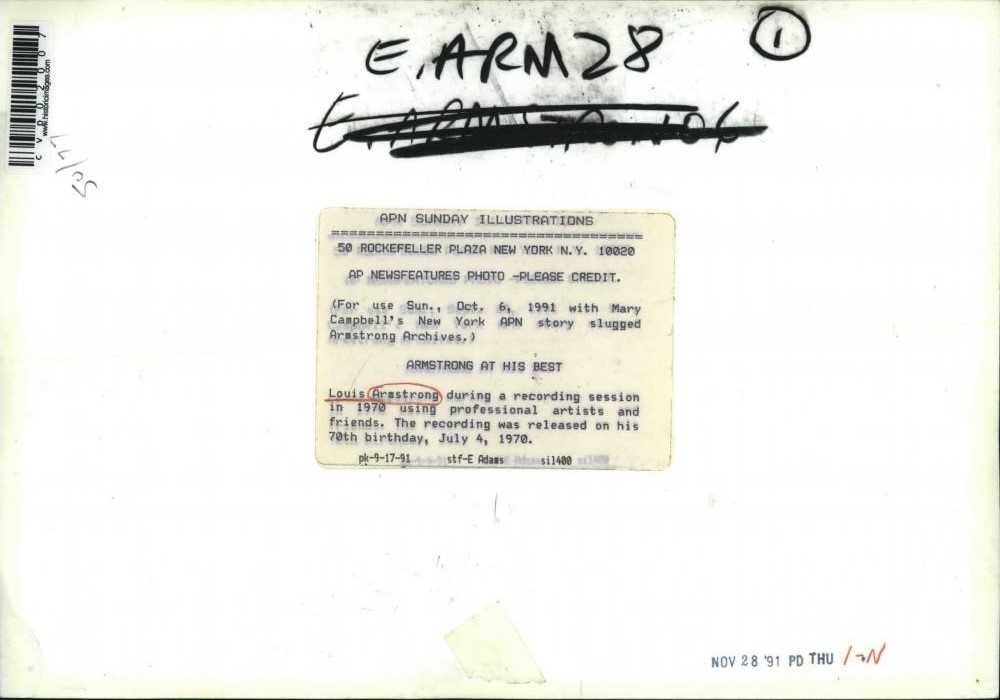 E.ARM28
1
www.historicimages.com
APN SUNDAY ILLUSTRATIONS
50 ROCKEFELLER PLAZA NEW YORK N.Y. 10020
AP NEWSFEATURES PHOTO -PLEASE CREDIT.
(For use Sun., Oct. 6, 1991 with Mary
Campbell's New York APN story slugged
Armstrong Archives.)
ARMSTRONG AT HIS BEST
Louis Armstrong during a recording session
in 1970 using professional artists and
friends. The recording was released on his
70th birthday, July 4, 1970.
pk-9-17-91 stf-E Adams sil400
NOV 28 '91 PD THU